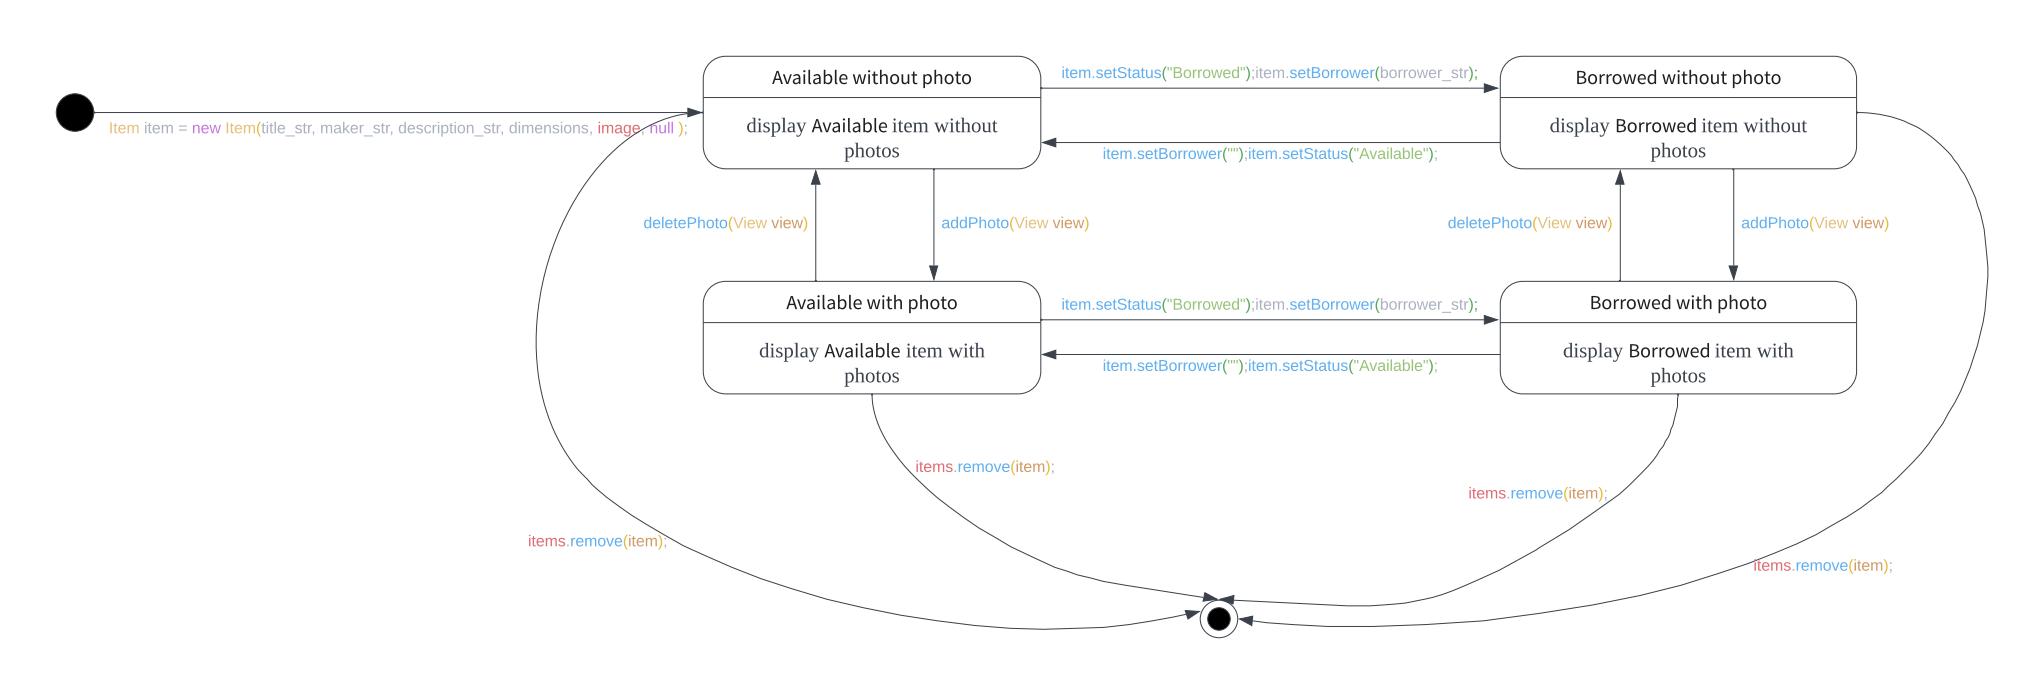 Available without photo
item.setStatus("Borrowed");item.setBorrower(borrower_str);
Borrowed without photo
Item item = new Item(title_str, maker_str, description_str, dimensions, image, null );
display Available item without
photos
item.setBorrower("");item.setStatus("Available");
display Borrowed item without
photos
deletePhoto(View view)
addPhoto(View view)
deletePhoto(View view)
addPhoto(View view)
Available with photo
item.setStatus("Borrowed");item.setBorrower(borrower_str);
Borrowed with photo
display Available item with
photos
item.setBorrower("");item.setStatus("Available");
display Borrowed item with
photos
items.remove(item);
items.remove(item);
items.remove(item);
items.remove(item);